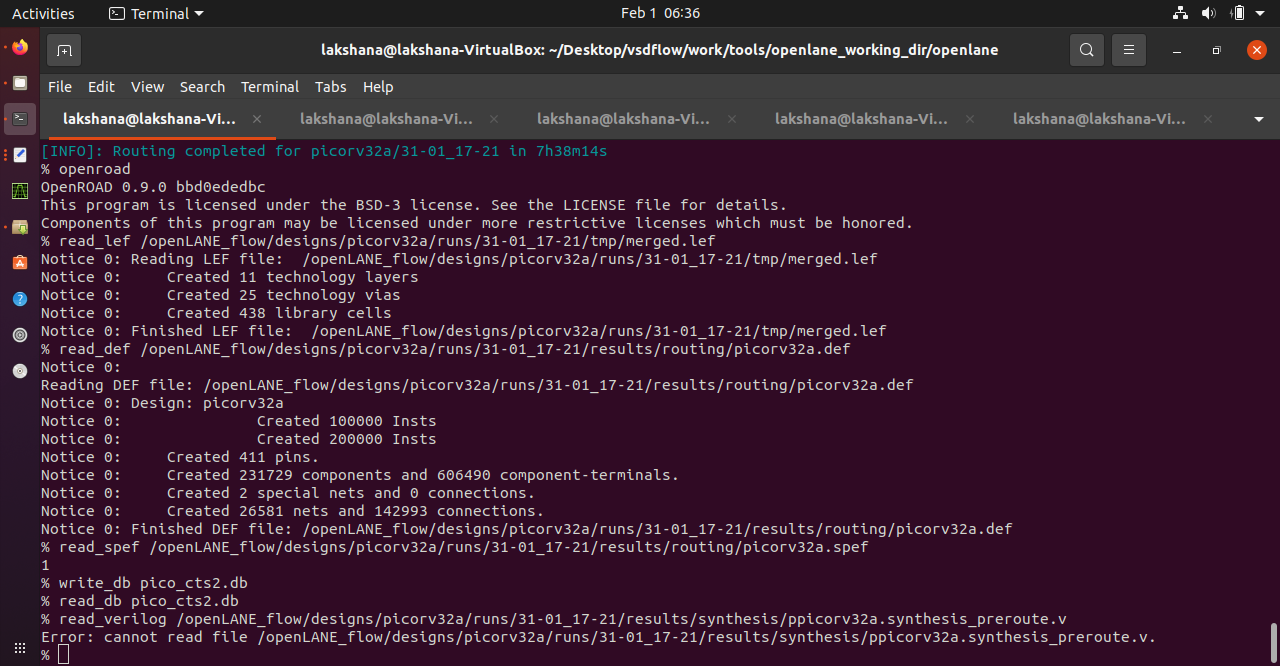 Activities Terminal Feb 1 06:36
lakshana@lakshana-VirtualBox: ~/Desktop/vsdflow/work/tools/openlane_working_dir/openlane
File Edit View Search Terminal Tabs Help
lakshana@lakshana-Vi... × lakshana@lakshana-Vi... × lakshana@lakshana-Vi... × lakshana@lakshana-Vi... × lakshana@lakshana-Vi... ×
[INFO]: Routing completed for picorv32a/31-01_17-21 in 7h38m14s
% openroad
OpenROAD 0.9.0 bbd0ededbc
This program is licensed under the BSD-3 license. See the LICENSE file for details.
Components of this program may be licensed under more restrictive licenses which must be honored.
% read_lef /openLANE_flow/designs/picorv32a/runs/31-01_17-21/tmp/merged.lef
Notice 0: Reading LEF file:  /openLANE_flow/designs/picorv32a/runs/31-01_17-21/tmp/merged.lef
Notice 0:     Created 11 technology layers
Notice 0:     Created 25 technology vias
Notice 0:     Created 438 library cells
Notice 0: Finished LEF file:  /openLANE_flow/designs/picorv32a/runs/31-01_17-21/tmp/merged.lef
% read_def /openLANE_flow/designs/picorv32a/runs/31-01_17-21/results/routing/picorv32a.def
Notice 0:
Reading DEF file: /openLANE_flow/designs/picorv32a/runs/31-01_17-21/results/routing/picorv32a.def
Notice 0: Design: picorv32a
Notice 0:               Created 100000 Insts
Notice 0:               Created 200000 Insts
Notice 0:     Created 411 pins.
Notice 0:     Created 231729 components and 606490 component-terminals.
Notice 0:     Created 2 special nets and 0 connections.
Notice 0:     Created 26581 nets and 142993 connections.
Notice 0: Finished DEF file: /openLANE_flow/designs/picorv32a/runs/31-01_17-21/results/routing/picorv32a.def
% read_spef /openLANE_flow/designs/picorv32a/runs/31-01_17-21/results/routing/picorv32a.spef
1
% write_db pico_cts2.db
% read_db pico_cts2.db
% read_verilog /openLANE_flow/designs/picorv32a/runs/31-01_17-21/results/synthesis/ppicorv32a.synthesis_preroute.v
Error: cannot read file /openLANE_flow/designs/picorv32a/runs/31-01_17-21/results/synthesis/ppicorv32a.synthesis_preroute.v.
%